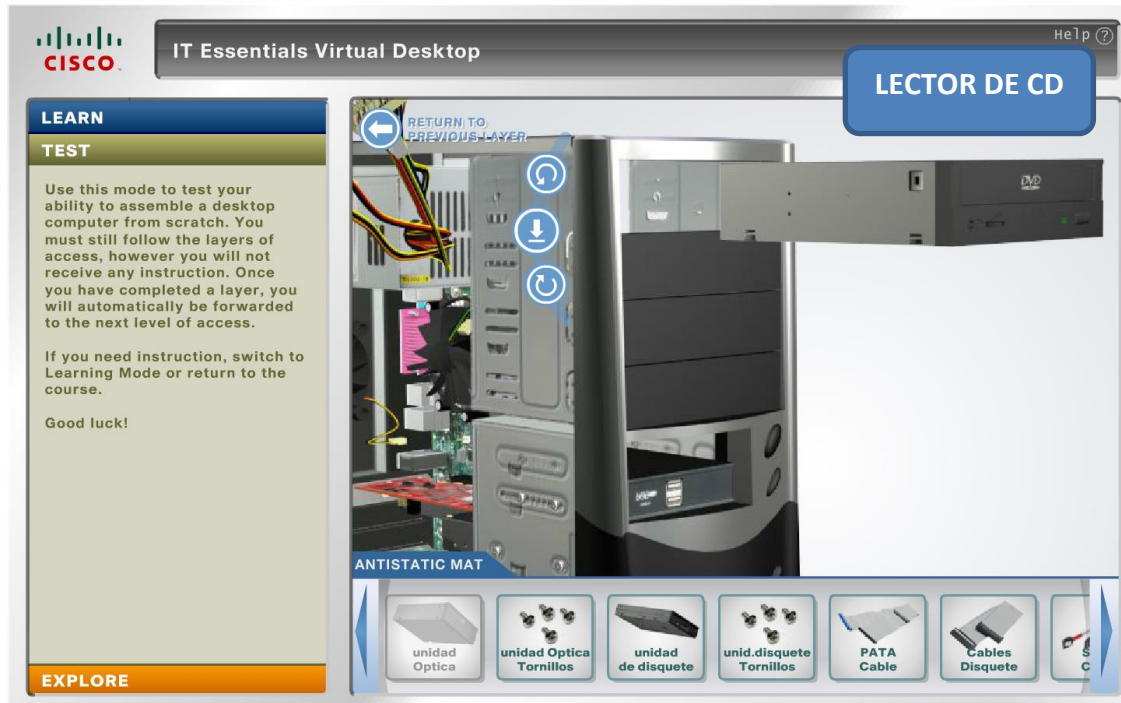 CISCO
IT Essentials Virtual Desktop
Help ?
LECTOR DE CD
LEARN
TEST
Use this mode to test your
ability to assemble a desktop
computer from scratch. You
must still follow the layers of
access, however you will not
receive any instruction. Once
you have completed a layer, you
will automatically be forwarded
to the next level of access.
If you need instruction, switch to
Learning Mode or return to the
course.
Good luck!
EXPLORE
RETURN TO
PREVIOUS LAYER
DVD
ANTISTATIC MAT
unidad
Optica
unidad Optica
Tornillos
unidad
de disquete
unid.disquete
Tornillos
PATA
Cable
Cables
Disquete